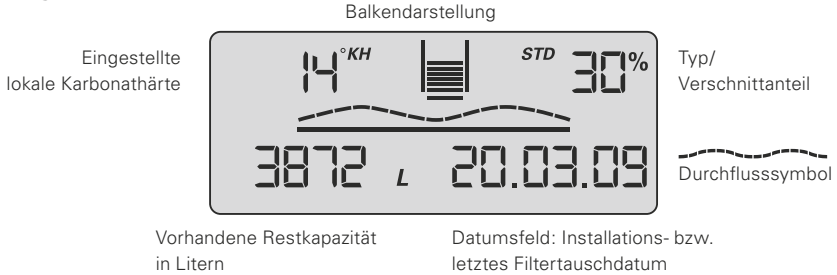 Balkendarstellung
Eingestellte
lokale Karbonathärte
14 °KH
STD 30%
Typ/
Verschnittanteil
3872 L 20.03.09
Durchflusssymbol
Vorhandene Restkapazität
in Litern
Datumsfeld: Installations- bzw.
letztes Filtertauschdatum